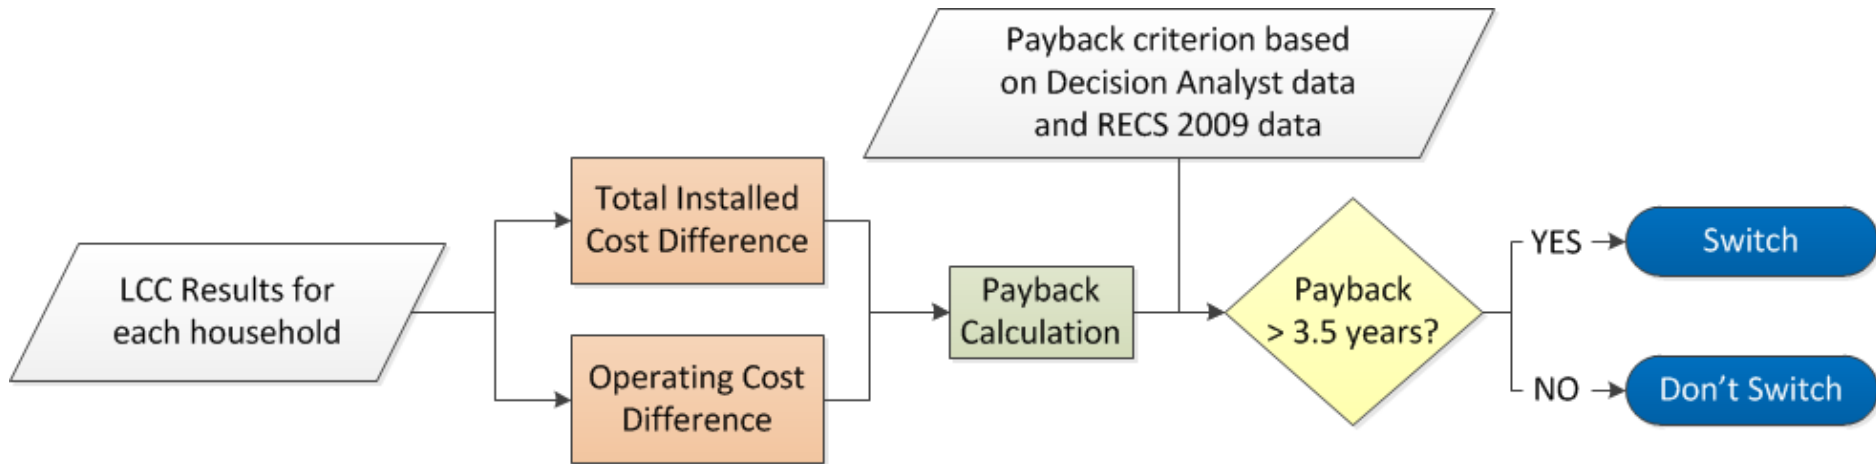 Payback criterion based
on Decision Analyst data
and RECS 2009 data
LCC Results for
each household
Total Installed
Cost Difference
Operating Cost
Difference
Payback
Calculation
Payback
> 3.5 years?
YES
Switch
NO
Don't Switch